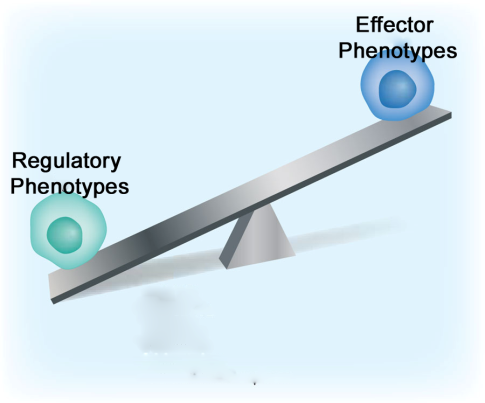 Effector
Phenotypes
Regulatory
Phenotypes